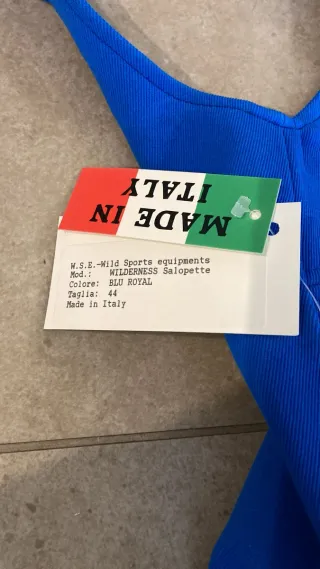 MADE IN
ITALY
W.S.E.-Wild Sports equipments
Mod.: WILDERNESS Salopette
Colore: BLU ROYAL
Taglia: 44
Made in Italy